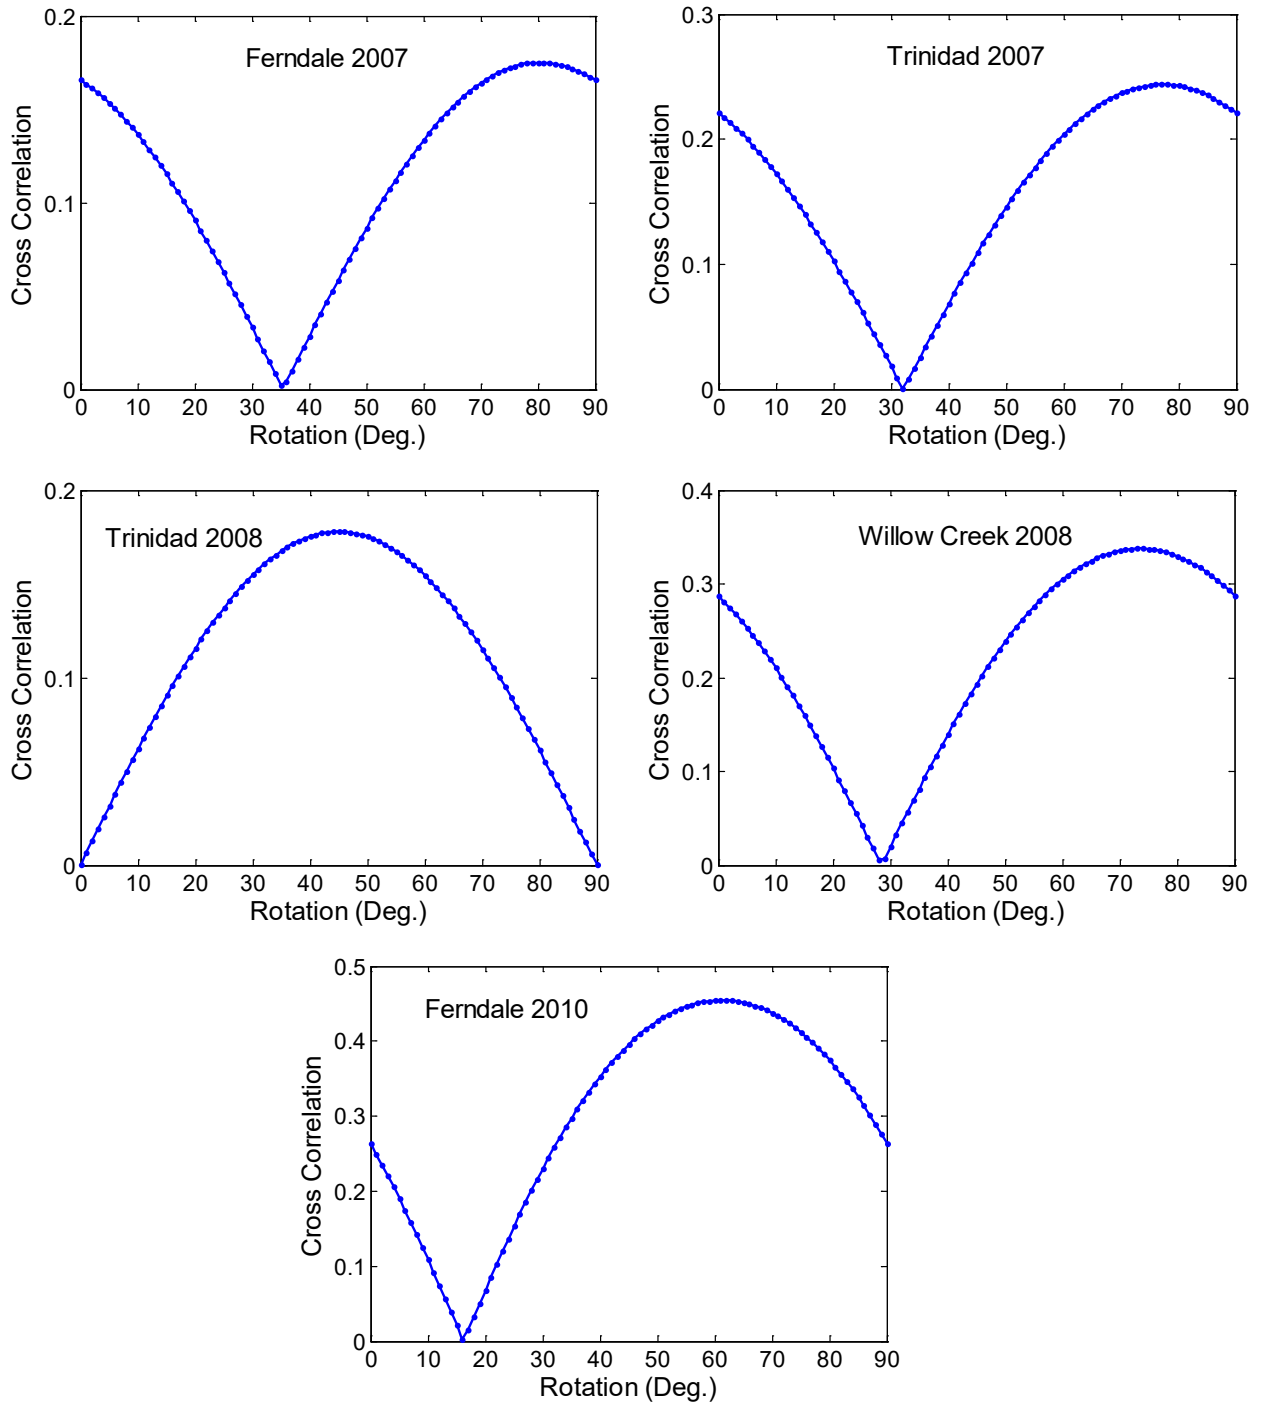 Ferndale 2007
Cross Correlation
0.2
0.1
0
0 10 20 30 40 50 60 70 80 90
Rotation (Deg.)
Trinidad 2007
Cross Correlation
0.3
0.2
0.1
0
0 10 20 30 40 50 60 70 80 90
Rotation (Deg.)
Trinidad 2008
Cross Correlation
0.2
0.1
0
0 10 20 30 40 50 60 70 80 90
Rotation (Deg.)
Willow Creek 2008
Cross Correlation
0.4
0.3
0.2
0.1
0
0 10 20 30 40 50 60 70 80 90
Rotation (Deg.)
Ferndale 2010
Cross Correlation
0.5
0.4
0.3
0.2
0.1
0
0 10 20 30 40 50 60 70 80 90
Rotation (Deg.)